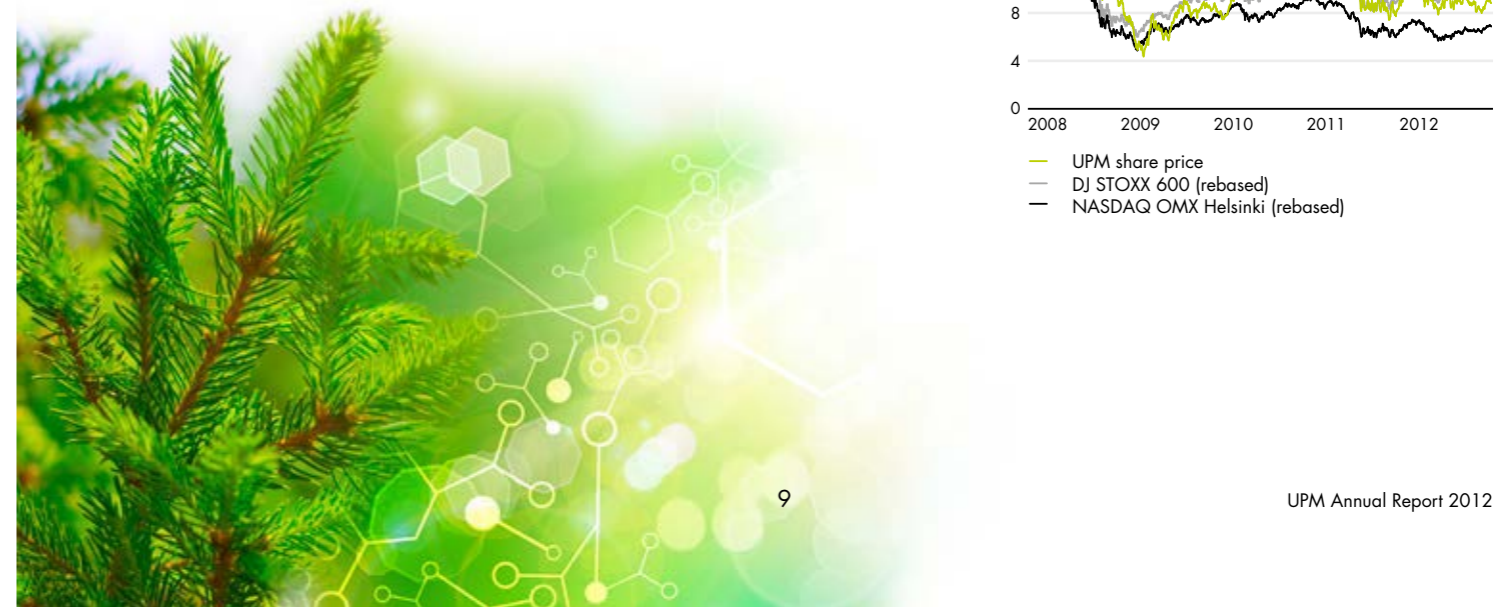 8
4
0
2008 2009 2010 2011 2012
UPM share price
DJ STOXX 600 (rebased)
NASDAQ OMX Helsinki (rebased)
9
UPM Annual Report 2012